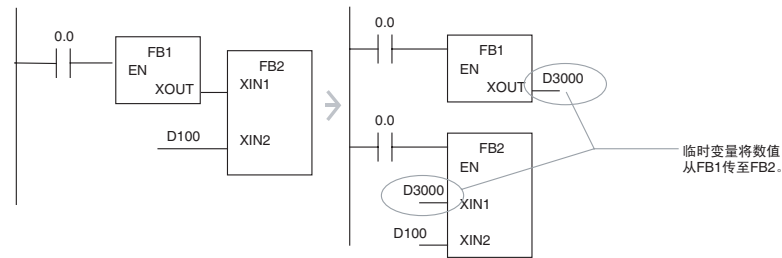 0.0
FB1
EN
XOUT
FB2
XIN1
D100
XIN2
0.0
FB1
EN
XOUT
D3000
0.0
FB2
EN
D3000
XIN1
D100
XIN2
临时变量将数值
从FB1传至FB2。